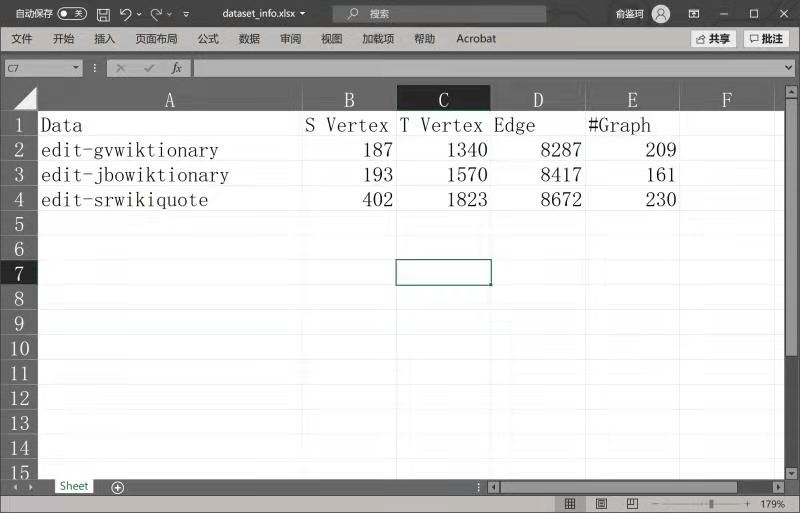 自动保存 关 dataset_info.xlsx 搜索 俞鉴珂
文件 开始 插入 页面布局 公式 数据 审阅 视图 加载项 帮助 Acrobat 共享 批注
C7 fx
A B C D E F
1 Data S Vertex T Vertex Edge #Graph
2 edit-gvwiktionary 187 1340 8287 209
3 edit-jbowiktionary 193 1570 8417 161
4 edit-srwikiquote 402 1823 8672 230
5
6
7
8
9
10
11
12
13
14
15
Sheet
179%